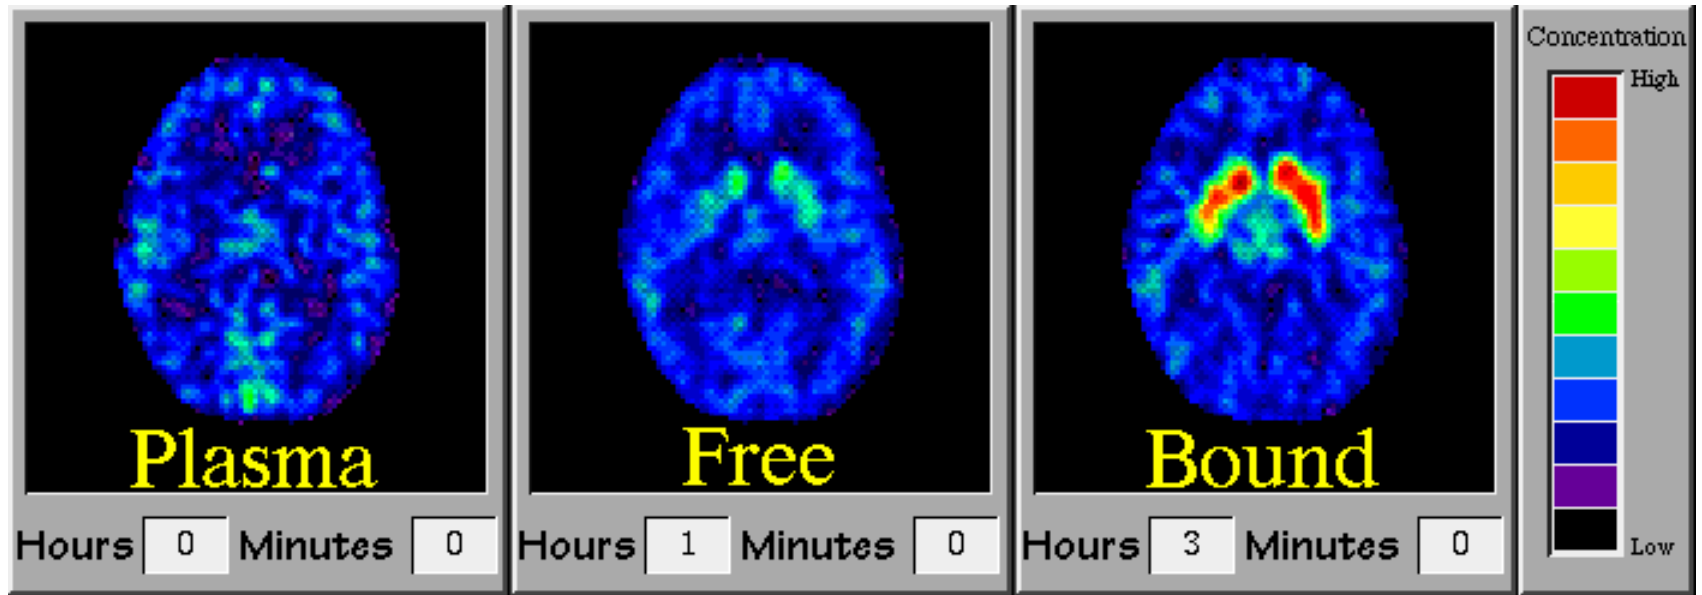 Plasma
Hours 0 Minutes 0
Free
Hours 1 Minutes 0
Bound
Hours 3 Minutes 0
Concentration
High
Low